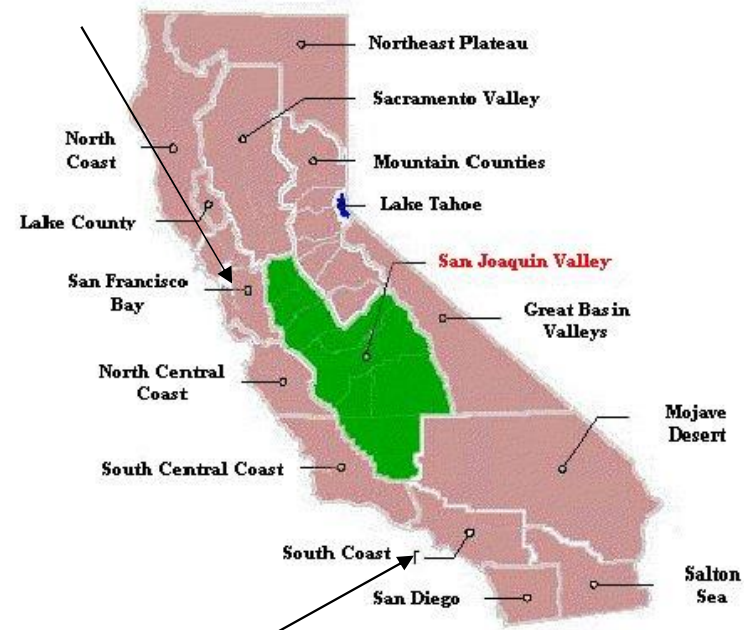 Northeast Plateau
Sacramento Valley
North
Coast
Mountain Counties
Lake Tahoe
Lake County
San Joaquin Valley
San Francisco
Bay
Great Basin
Valleys
North Central
Coast
Mojave
Desert
South Central Coast
South Coast
Salton
Sea
San Diego